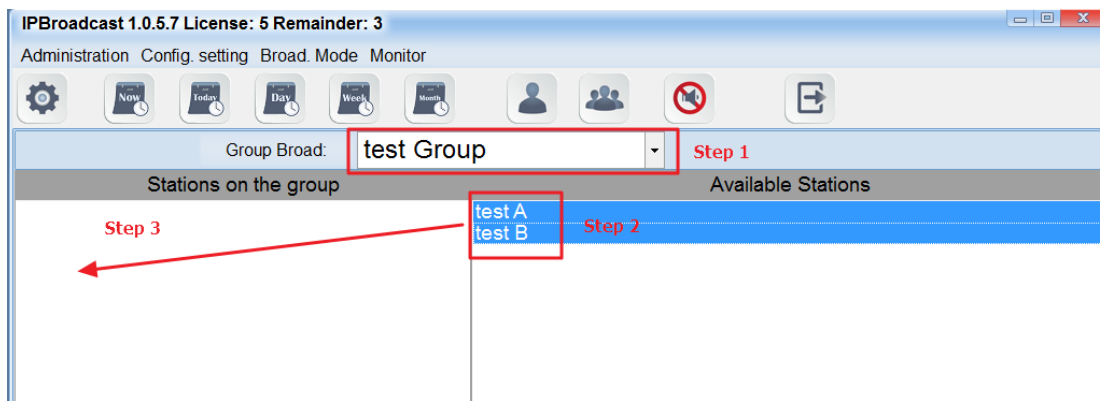 IPBroadcast 1.0.5.7 License: 5 Remainder: 3
Administration Config. setting Broad. Mode Monitor
Now Today Day Week Month
Group Broad: test Group Step 1
Stations on the group Available Stations
test A
Step 3 test B Step 2